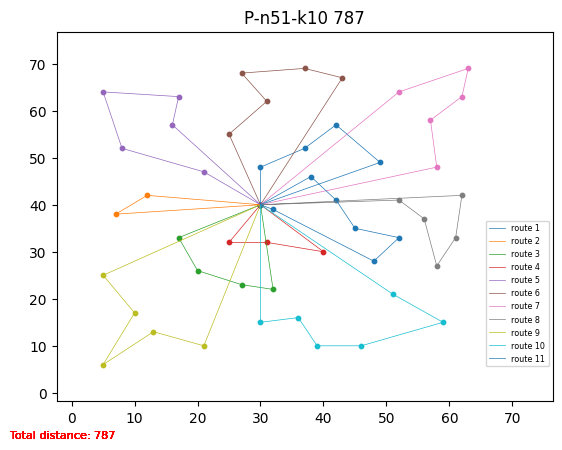 P-n51-k10 787
70
60
50
40
30
20
10
0
0 10 20 30 40 50 60 70
route 1
route 2
route 3
route 4
route 5
route 6
route 7
route 8
route 9
route 10
route 11
Total distance: 787